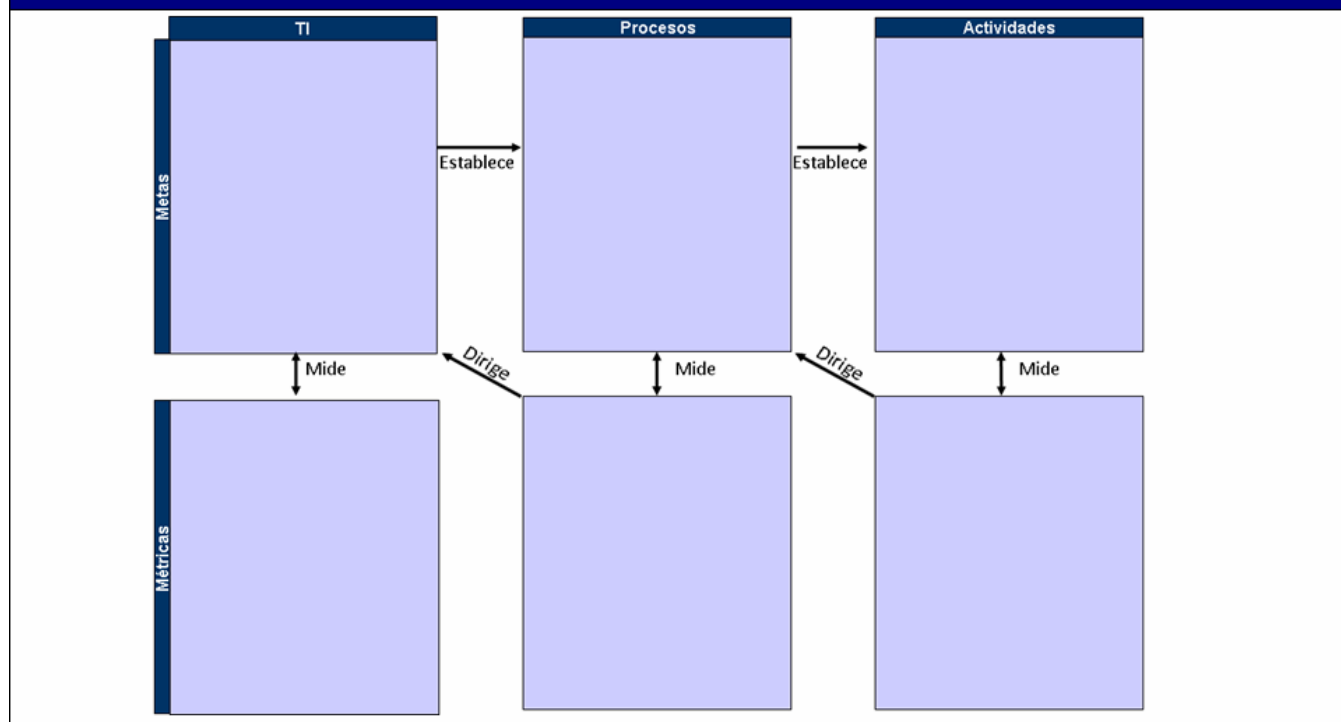 TI
Procesos
Actividades
Metas
Establece
Establece
Mide
Dirige
Mide
Dirige
Mide
Métricas